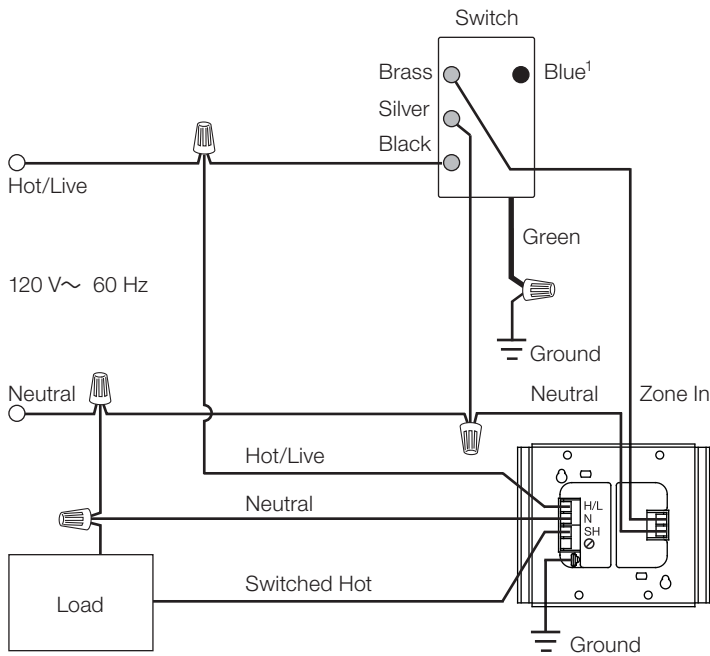 Switch
Brass
Blue¹
Silver
Black
Hot/Live
Green
120 V~ 60 Hz
Ground
Neutral
Neutral
Zone In
Hot/Live
H/L
N
SH
Neutral
Switched Hot
Load
Ground